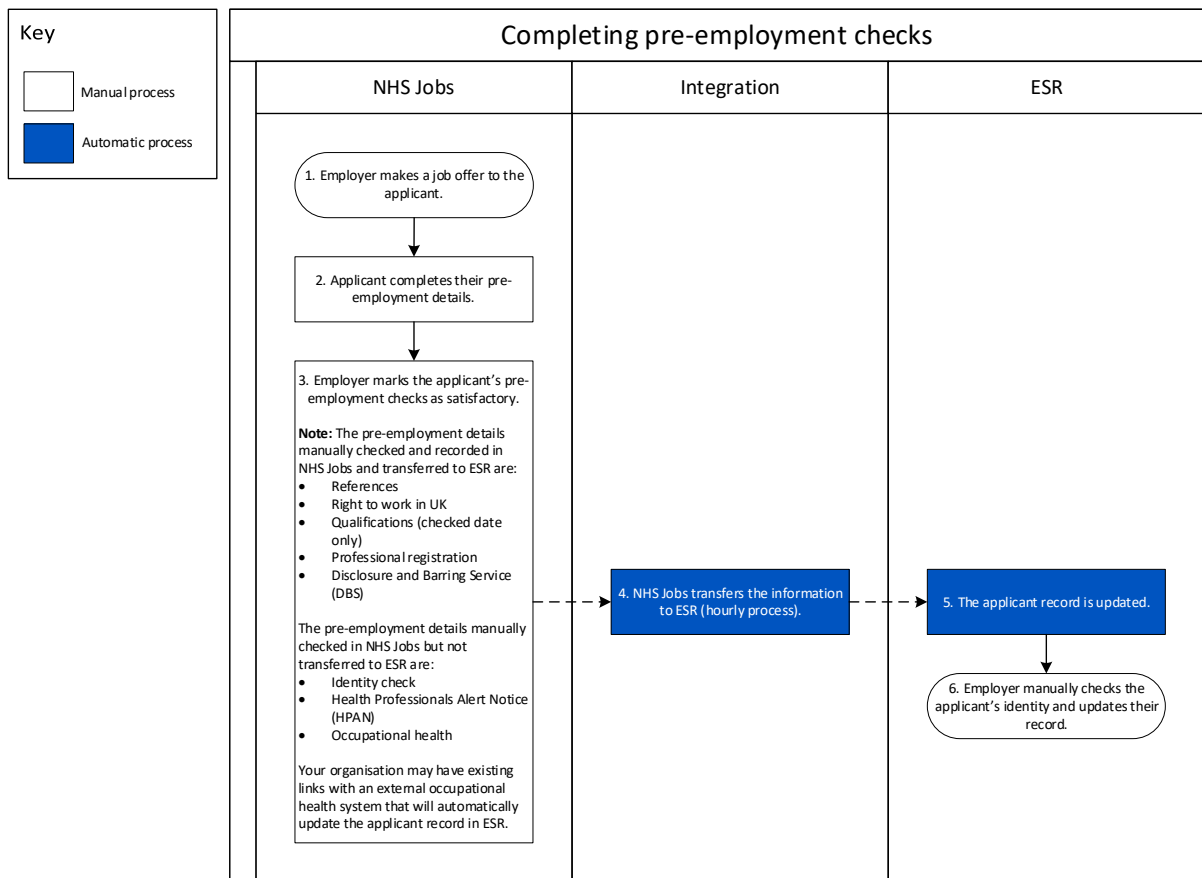 Key
Manual process
Automatic process
Completing pre-employment checks
NHS Jobs
Integration
ESR
1. Employer makes a job offer to the
applicant.
2. Applicant completes their pre-
employment details.
3. Employer marks the applicant’s pre-
employment checks as satisfactory.
Note: The pre-employment details
manually checked and recorded in
NHS Jobs and transferred to ESR are:
• References
• Right to work in UK
• Qualifications (checked date
only)
• Professional registration
• Disclosure and Barring Service
(DBS)
The pre-employment details manually
checked in NHS Jobs but not
transferred to ESR are:
• Identity check
• Health Professionals Alert Notice
(HPAN)
• Occupational health
Your organisation may have existing
links with an external occupational
health system that will automatically
update the applicant record in ESR.
4. NHS Jobs transfers the information
to ESR (hourly process).
5. The applicant record is updated.
6. Employer manually checks the
applicant’s identity and updates their
record.